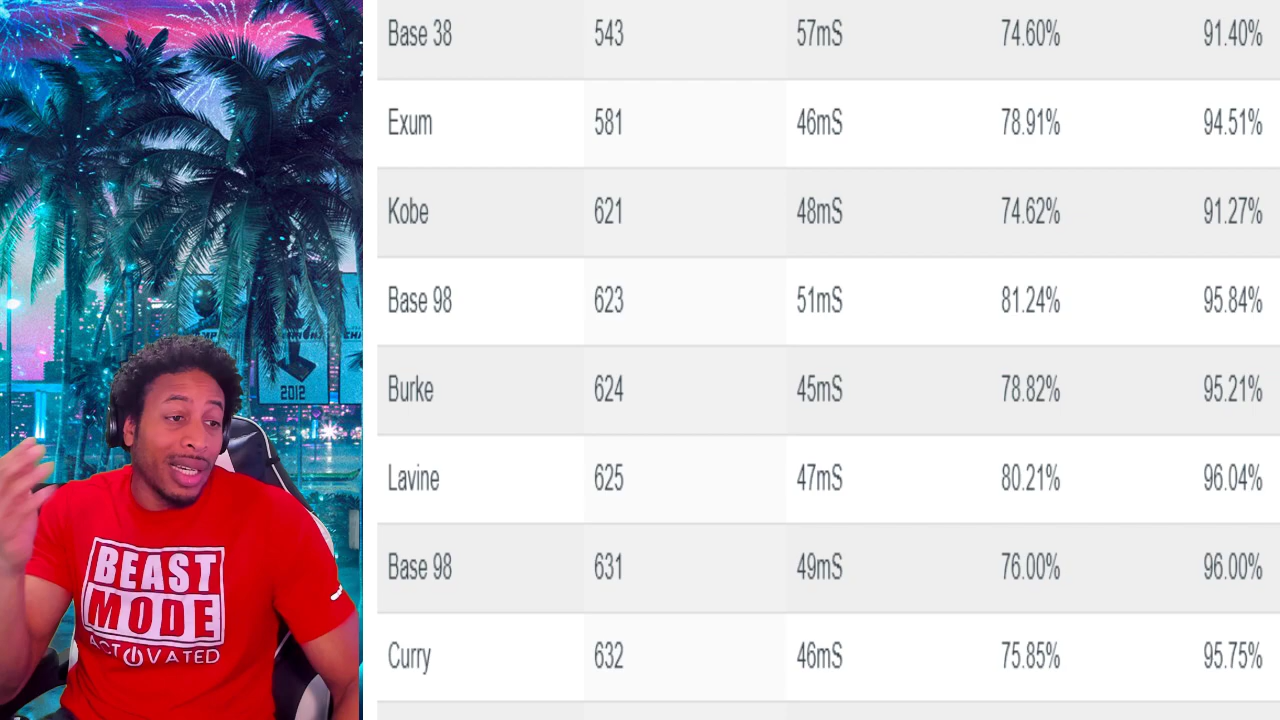 2012
BEAST
MODE
ACTIVATED
Base 38 543 57mS 74.60% 91.40%
Exum 581 46mS 78.91% 94.51%
Kobe 621 48mS 74.62% 91.27%
Base 98 623 51mS 81.24% 95.84%
Burke 624 45mS 78.82% 95.21%
Lavine 625 47mS 80.21% 96.04%
Base 98 631 49mS 76.00% 96.00%
Curry 632 46mS 75.85% 95.75%